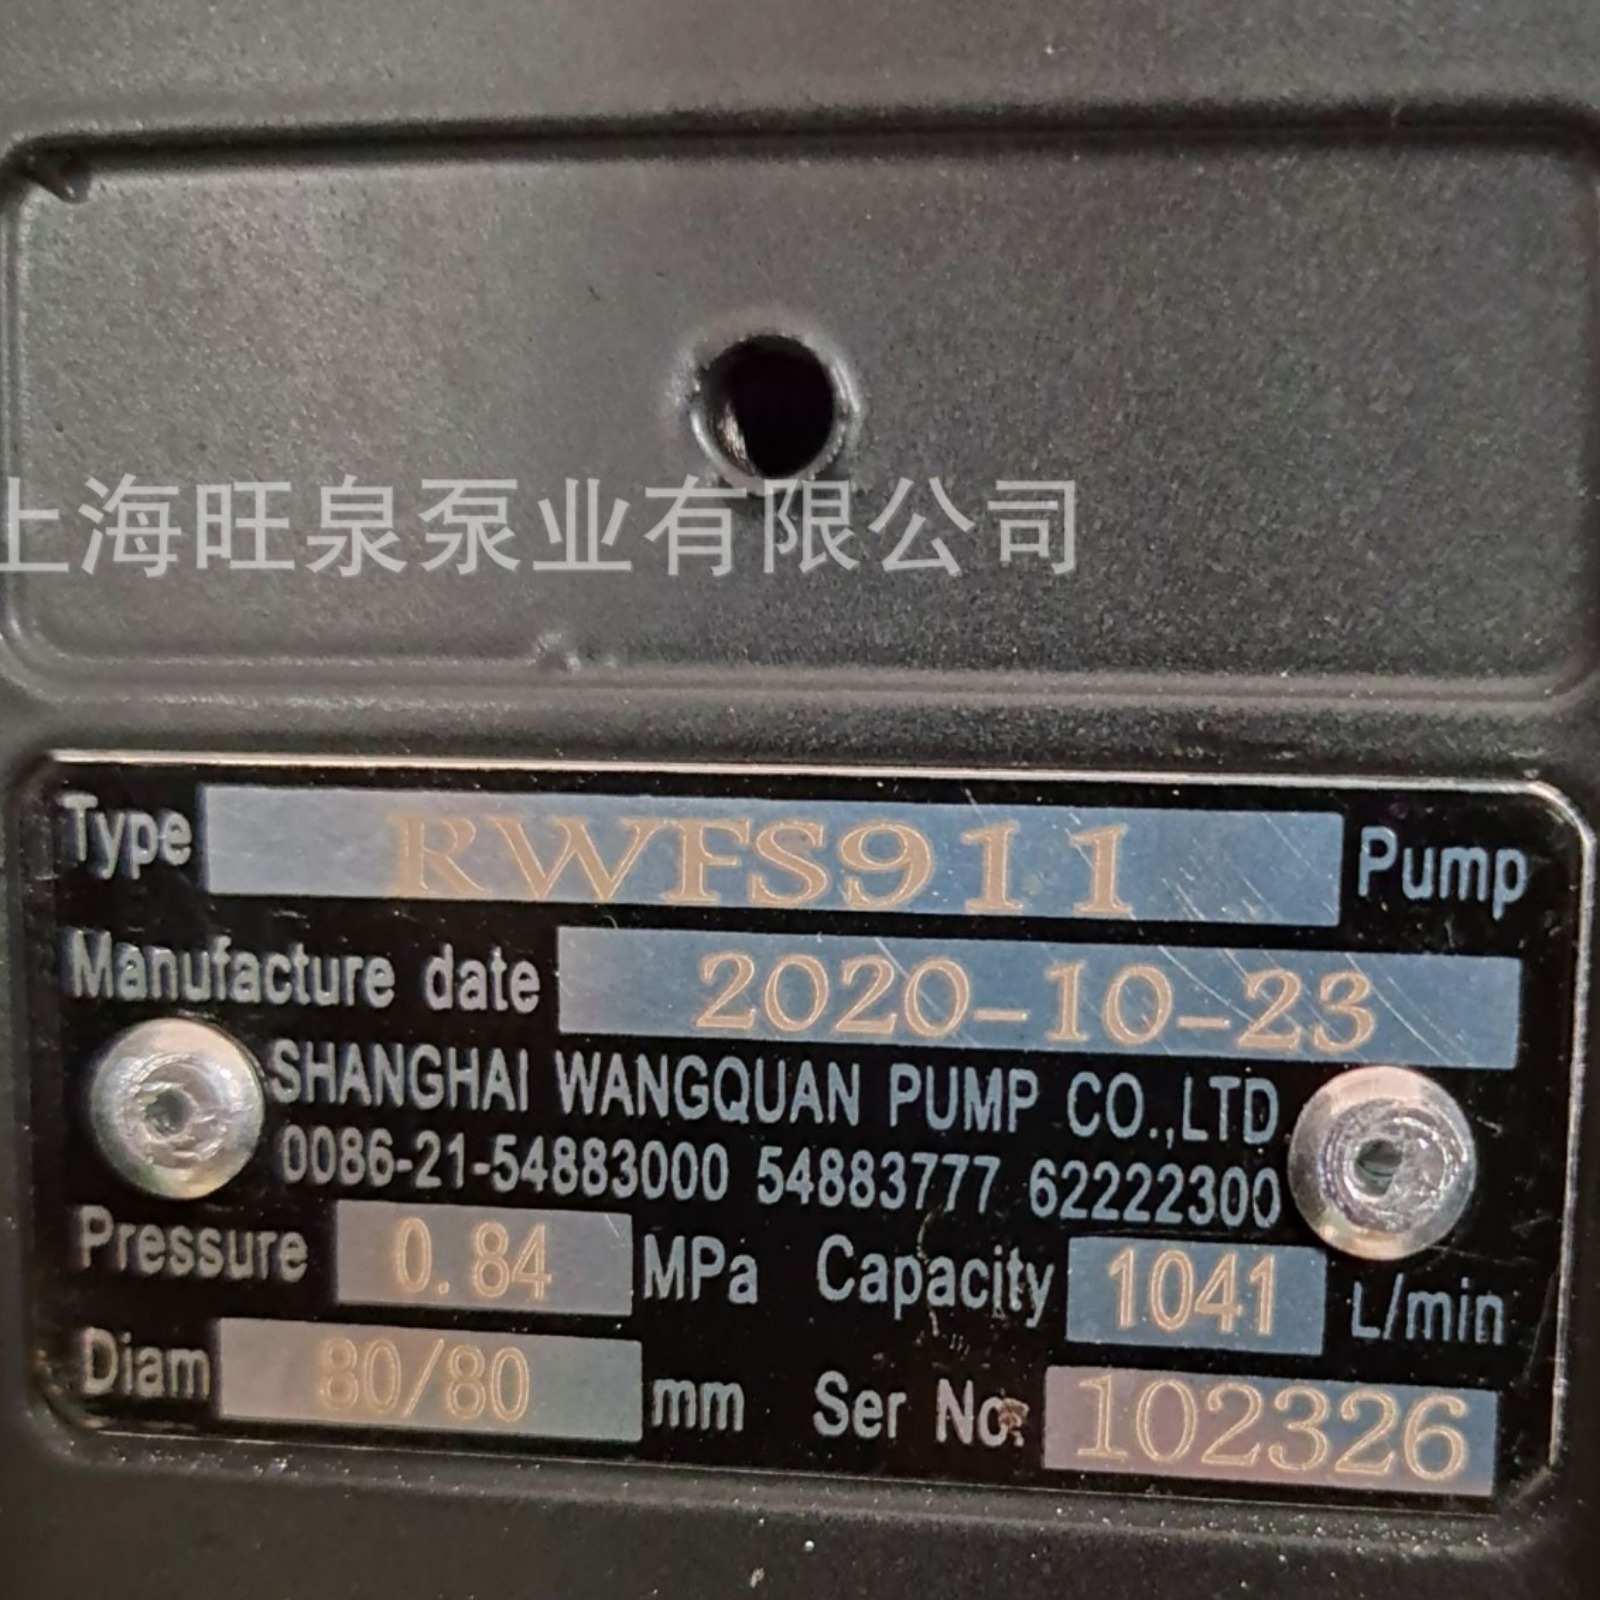 上海旺泉泵业有限公司
Type RWFS911 Pump
Manufacture date 2020-10-23
SHANGHAI WANGQUAN PUMP CO.,LTD
0086-21-54883000 54883777 62222300
Pressure 0.84 MPa Capacity 1041 L/min
Diam 80/80 mm Ser No: 102326